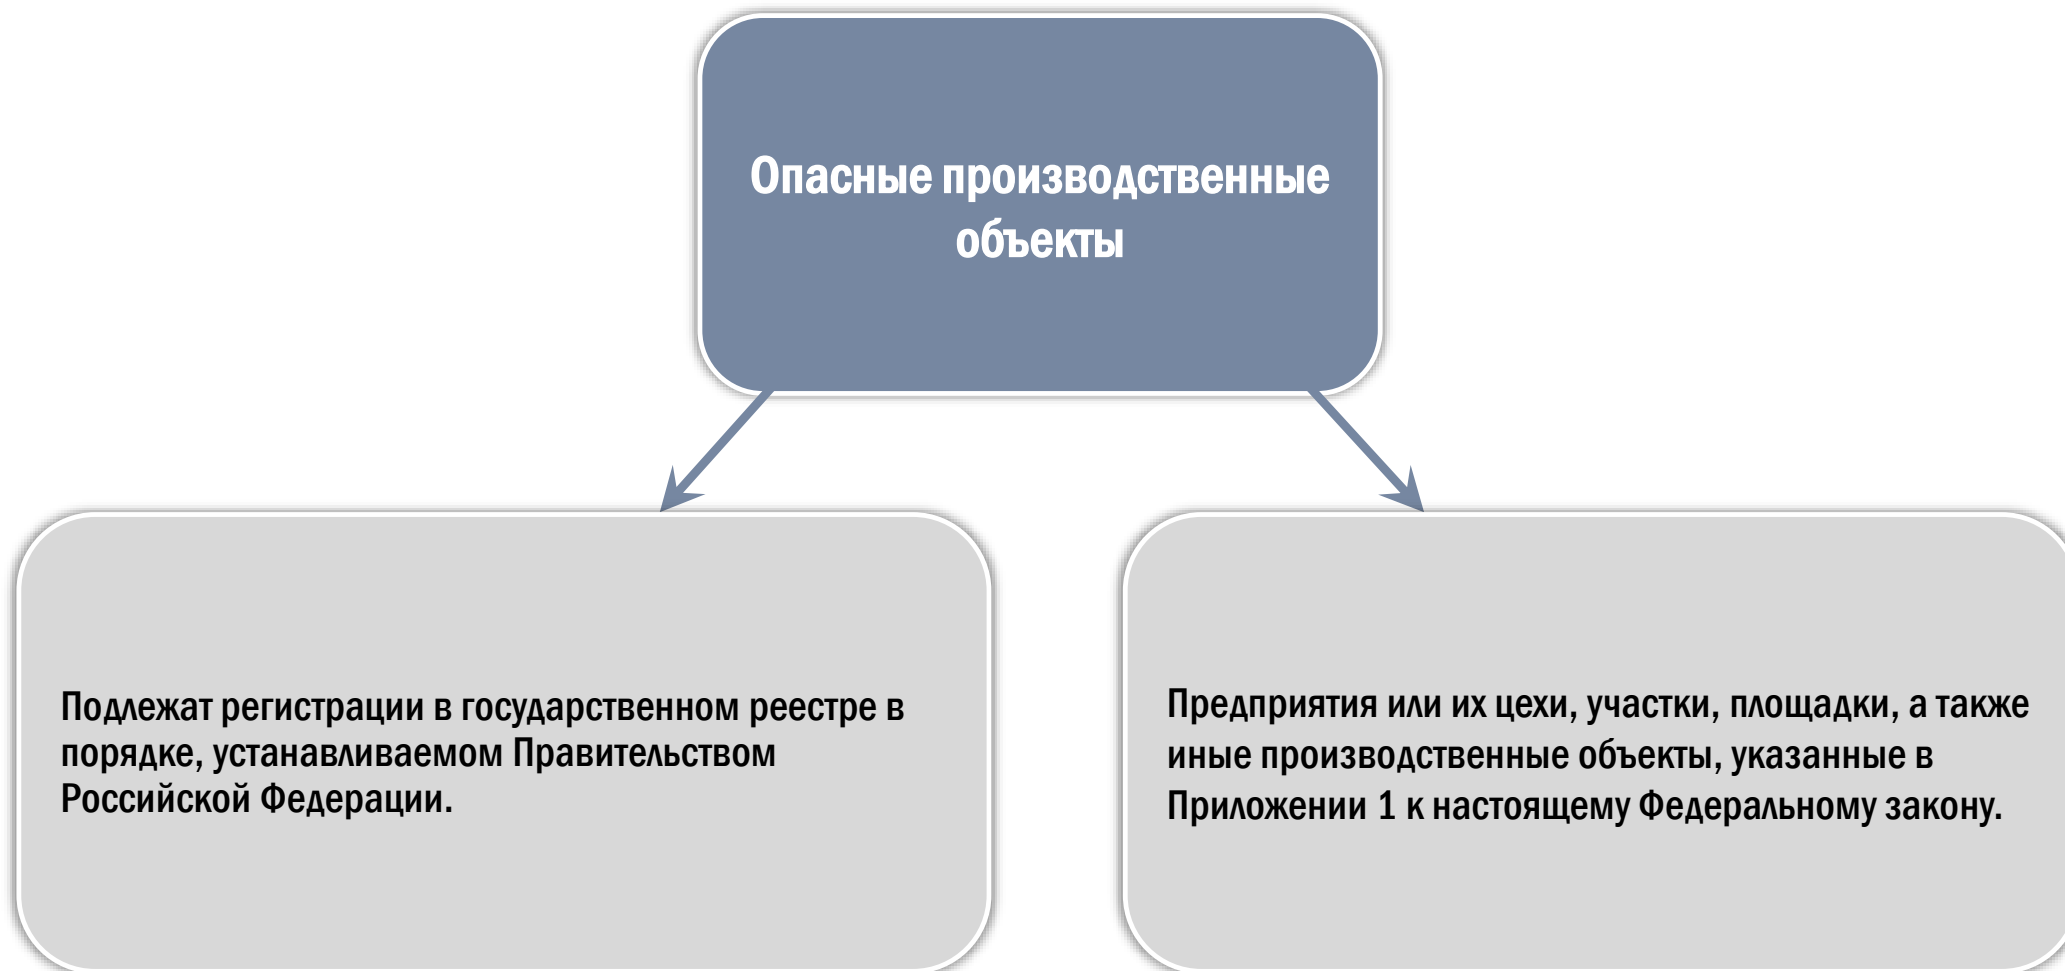 Опасные производственные
объекты
Подлежат регистрации в государственном реестре в
порядке, устанавливаемом Правительством
Российской Федерации.
Предприятия или их цехи, участки, площадки, а также
иные производственные объекты, указанные в
Приложении 1 к настоящему Федеральному закону.